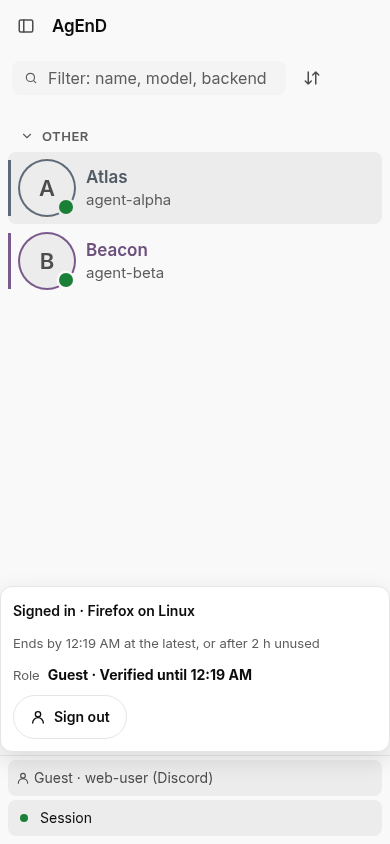 AgEnD
Filter: name, model, backend
OTHER
A
Atlas
agent-alpha
B
Beacon
agent-beta
Signed in · Firefox on Linux
Ends by 12:19 AM at the latest, or after 2 h unused
Role Guest · Verified until 12:19 AM
Sign out
Guest · web-user (Discord)
Session